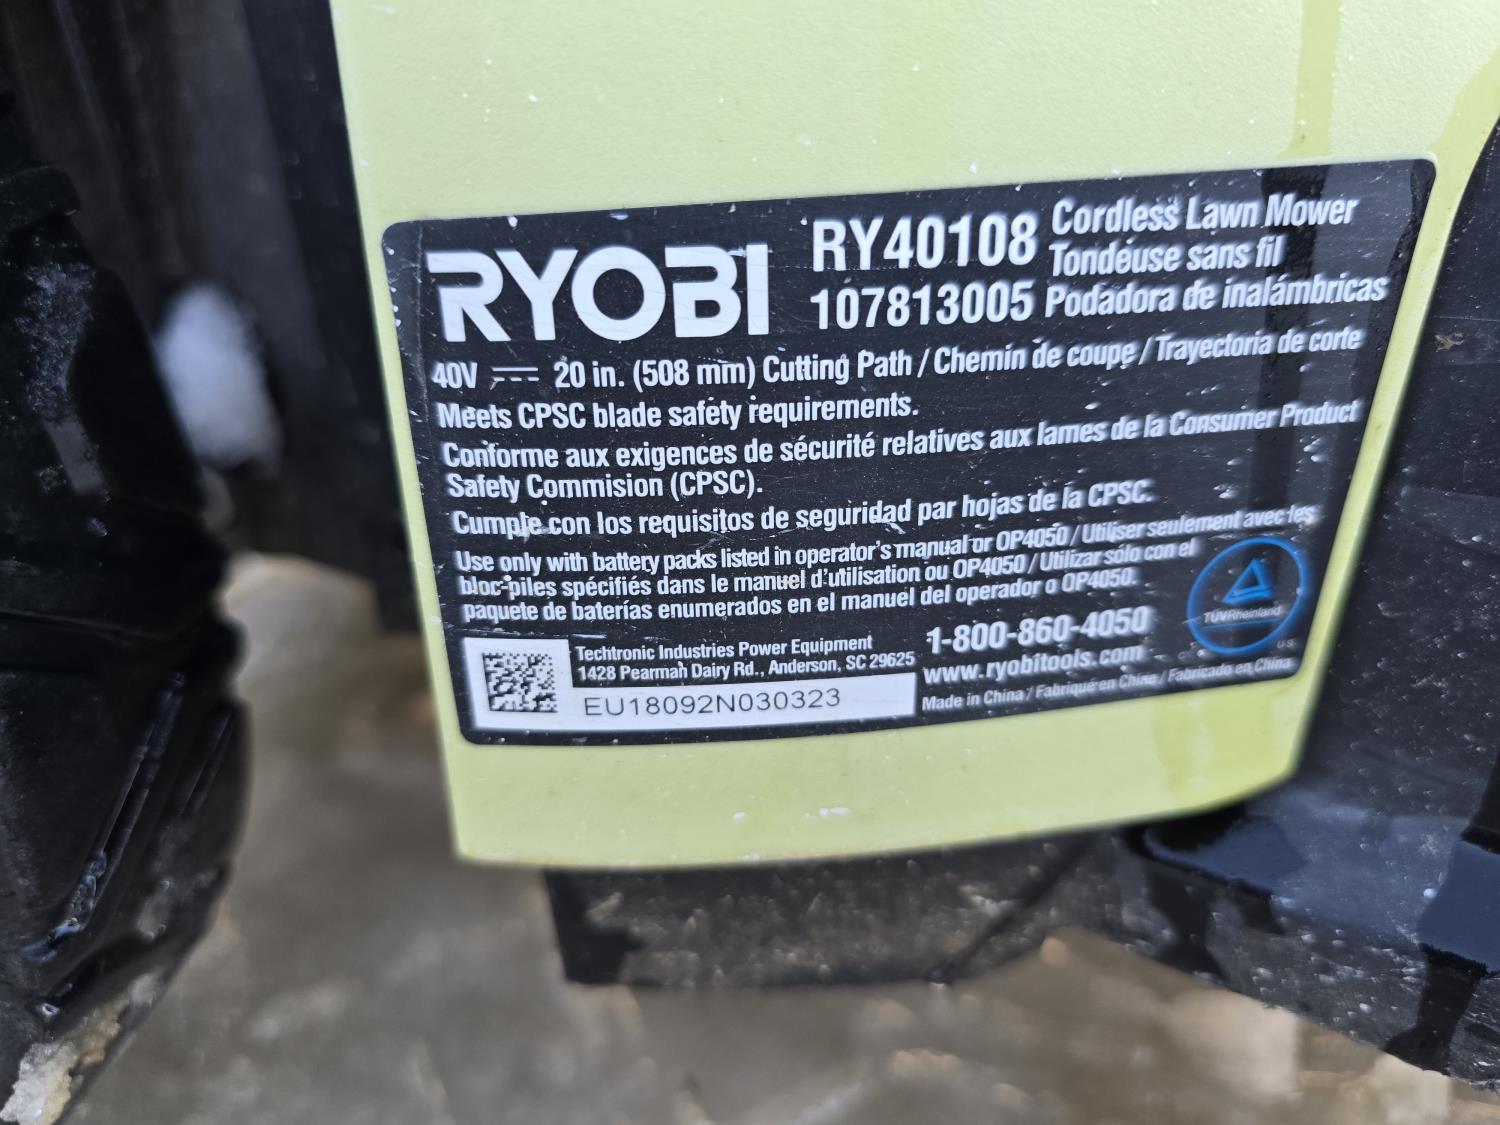 RYOBI
RY40108
107813005
Cordless Lawn Mower
Tondeuse sans fil
Podadora de inalámbricas
40V 20 in. (508 mm) Cutting Path / Chemin de coupe / Trayectoria de corte
Meets CPSC blade safety requirements.
Conforme aux exigences de sécurité relatives aux lames de la Consumer Product
Safety Commision (CPSC).
Cumple con los requisitos de seguridad par hojas de la CPSC.
Use only with battery packs listed in operator's manual or OP4050 / Utiliser seulement avec les
bloc-piles spécifiés dans le manuel d'utilisation ou OP4050 / Utilizar sólo con el
paquete de baterías enumerados en el manuel del operador o OP4050.
Techtronic Industries Power Equipment
1428 Pearman Dairy Rd., Anderson, SC 29625
EU18092N030323
1-800-860-4050
www.ryobitools.com
Made in China / Fabriqué en Chine / Fabricado en China
TÜVRheinland
U S